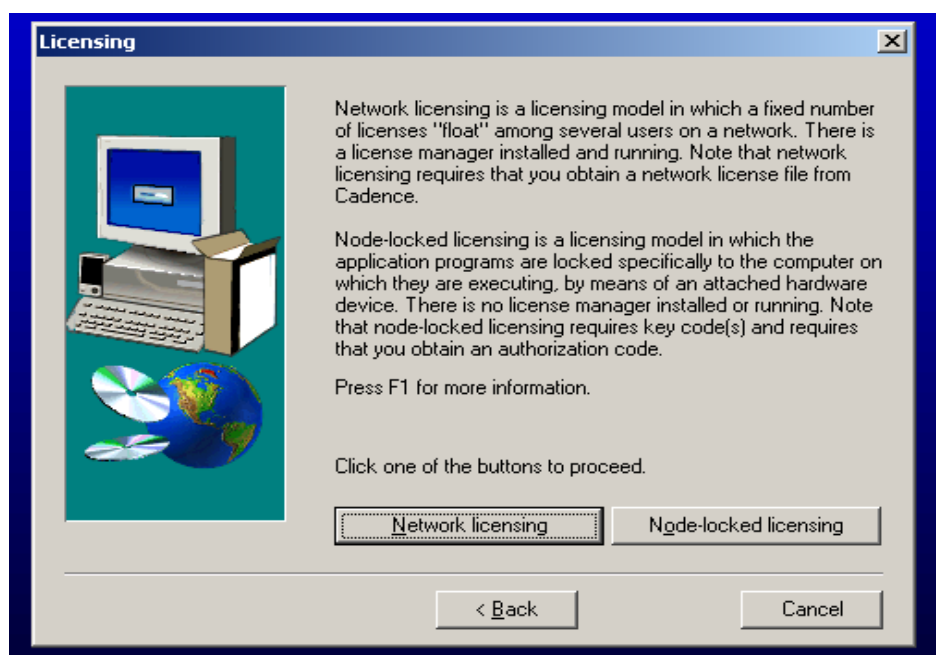 Licensing
Network licensing is a licensing model in which a fixed number
of licenses "float" among several users on a network. There is
a license manager installed and running. Note that network
licensing requires that you obtain a network license file from
Cadence.
Node-locked licensing is a licensing model in which the
application programs are locked specifically to the computer on
which they are executing, by means of an attached hardware
device. There is no license manager installed or running. Note
that node-locked licensing requires key code(s) and requires
that you obtain an authorization code.
Press F1 for more information.
Click one of the buttons to proceed.
Network licensing
Node-locked licensing
< Back
Cancel